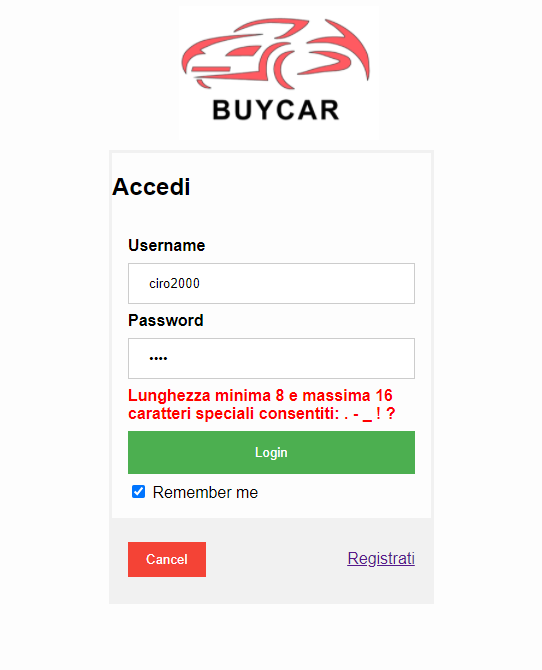 BUYCAR
Accedi
Username
ciro2000
Password
••••
Lunghezza minima 8 e massima 16
caratteri speciali consentiti: . - _ ! ?
Login
Remember me
Cancel
Registrati